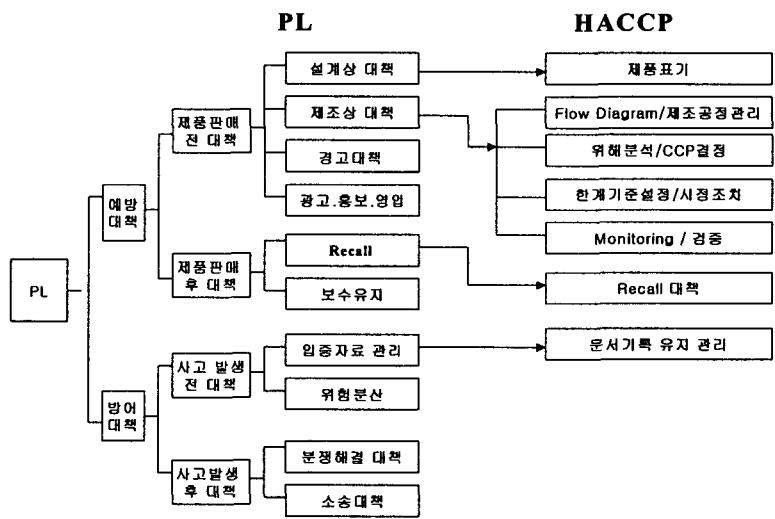 PL
HACCP
설계상 대책
제품표기
제품판매
전 대책
제조상 대책
Flow Diagram/제조공정관리
경고대책
위해분석/CCP결정
광고.홍보.영업
한계기준설정/시정조치
예방
대책
Recall
Monitoring / 검증
제품판매
후 대책
보수유지
Recall 대책
PL
사고 발생
전 대책
입증자료 관리
문서기록 유지 관리
위험분산
방어
대책
사고발생
후 대책
분쟁해결 대책
소송대책